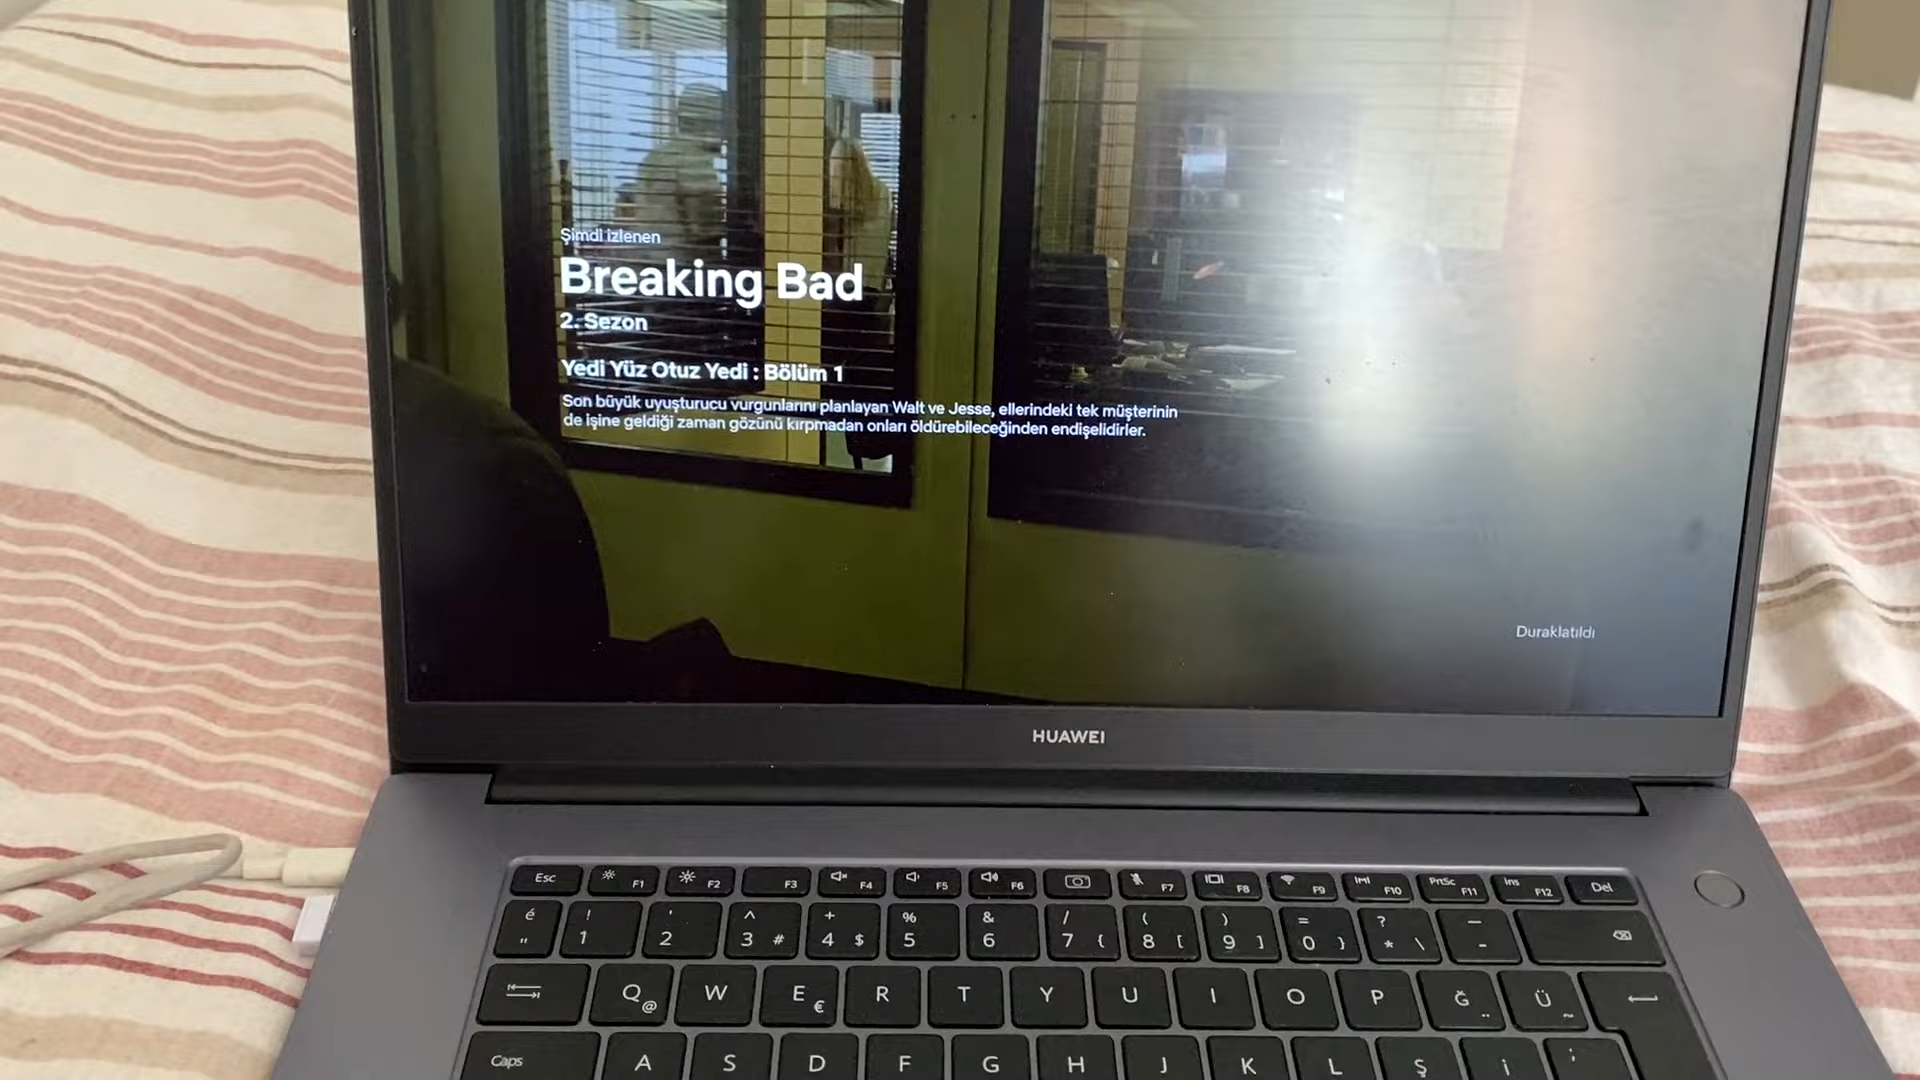 Şimdi izlenen
Breaking Bad
2. Sezon
Yedi Yüz Otuz Yedi : Bölüm 1
Son büyük uyuşturucu vurgunlarını planlayan Walt ve Jesse, ellerindeki tek müşterinin
de işine geldiği zaman gözünü kırpmadan onları öldürebileceğinden endişelidirler.
Duraklatıldı
HUAWEI
Esc F1 F2 F3 F4 F5 F6 F7 F8 F9 F10 PrtSc F11 Ins F12 Del
é ! ' ^ + % & / ( ) = ? _
" 1 2 3 # 4 $ 5 6 7 { 8 [ 9 ] 0 } * \ -
Q @ W E € R T Y U I O P Ğ ¨ Ü ~
Caps A S D F G H J K L Ş İ ;